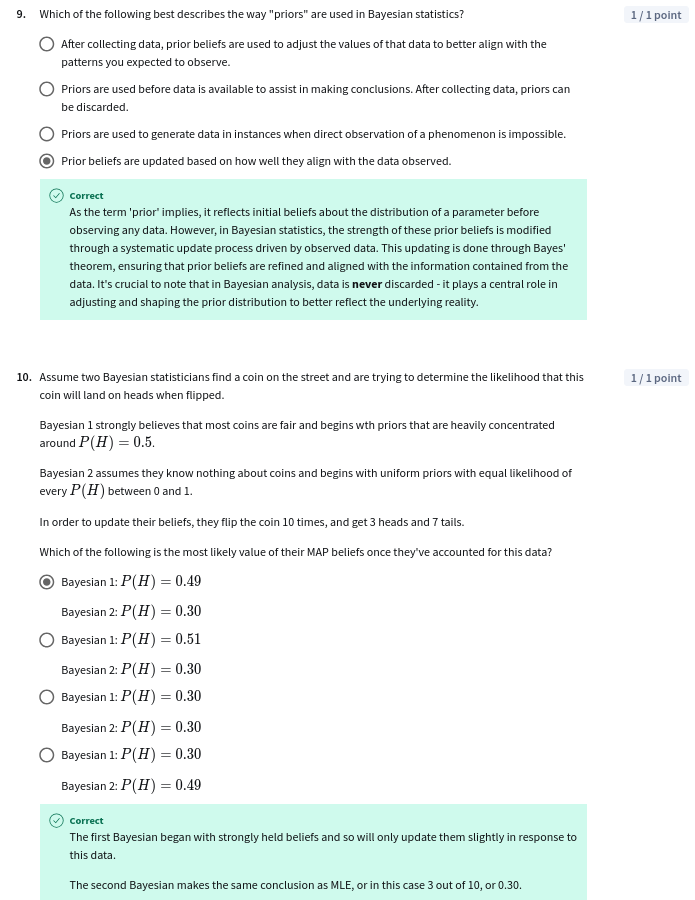 9. Which of the following best describes the way "priors" are used in Bayesian statistics?
1 / 1 point
After collecting data, prior beliefs are used to adjust the values of that data to better align with the
patterns you expected to observe.
Priors are used before data is available to assist in making conclusions. After collecting data, priors can
be discarded.
Priors are used to generate data in instances when direct observation of a phenomenon is impossible.
Prior beliefs are updated based on how well they align with the data observed.
Correct
As the term 'prior' implies, it reflects initial beliefs about the distribution of a parameter before
observing any data. However, in Bayesian statistics, the strength of these prior beliefs is modified
through a systematic update process driven by observed data. This updating is done through Bayes'
theorem, ensuring that prior beliefs are refined and aligned with the information contained from the
data. It's crucial to note that in Bayesian analysis, data is never discarded - it plays a central role in
adjusting and shaping the prior distribution to better reflect the underlying reality.
10. Assume two Bayesian statisticians find a coin on the street and are trying to determine the likelihood that this
1 / 1 point
coin will land on heads when flipped.
Bayesian 1 strongly believes that most coins are fair and begins wth priors that are heavily concentrated
around P(H) = 0.5.
Bayesian 2 assumes they know nothing about coins and begins with uniform priors with equal likelihood of
every P(H) between 0 and 1.
In order to update their beliefs, they flip the coin 10 times, and get 3 heads and 7 tails.
Which of the following is the most likely value of their MAP beliefs once they've accounted for this data?
Bayesian 1: P(H) = 0.49
Bayesian 2: P(H) = 0.30
Bayesian 1: P(H) = 0.51
Bayesian 2: P(H) = 0.30
Bayesian 1: P(H) = 0.30
Bayesian 2: P(H) = 0.30
Bayesian 1: P(H) = 0.30
Bayesian 2: P(H) = 0.49
Correct
The first Bayesian began with strongly held beliefs and so will only update them slightly in response to
this data.
The second Bayesian makes the same conclusion as MLE, or in this case 3 out of 10, or 0.30.